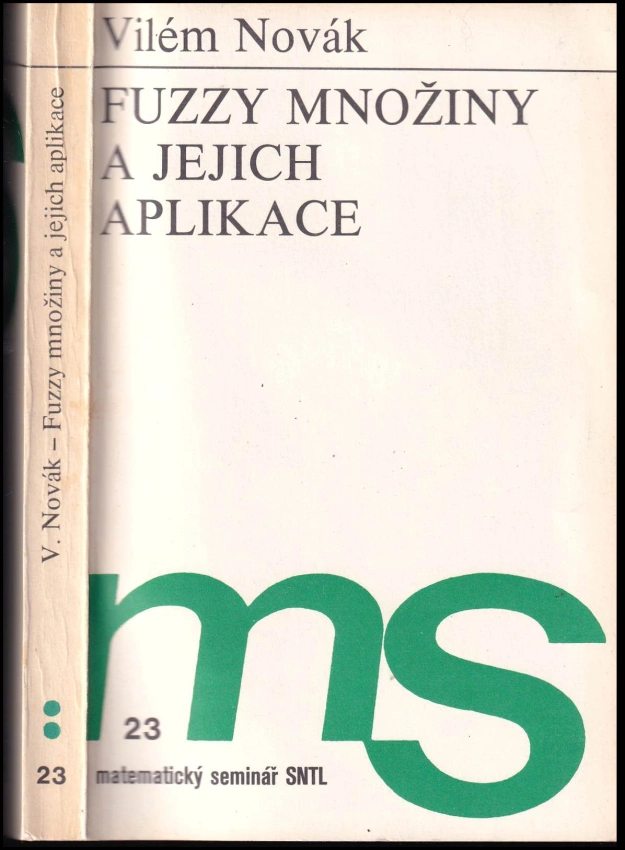 Vilém Novák
FUZZY MNOŽINY
A JEJICH
APLIKACE
V. Novák – Fuzzy množiny a jejich aplikace
ms
23
23
matematický seminář SNTL